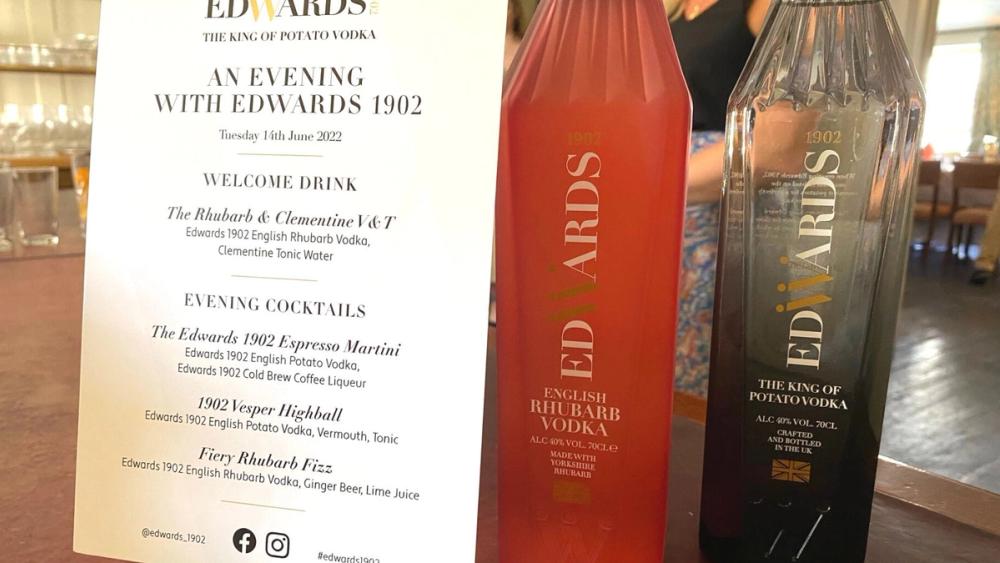 EDWARDS
THE KING OF POTATO VODKA
AN EVENING
WITH EDWARDS 1902
Tuesday 14th June 2022
WELCOME DRINK
The Rhubarb & Clementine V&T
Edwards 1902 English Rhubarb Vodka,
Clementine Tonic Water
EVENING COCKTAILS
The Edwards 1902 Espresso Martini
Edwards 1902 English Potato Vodka,
Edwards 1902 Cold Brew Coffee Liqueur
1902 Vesper Highball
Edwards 1902 English Potato Vodka, Vermouth, Tonic
Fiery Rhubarb Fizz
Edwards 1902 English Rhubarb Vodka, Ginger Beer, Lime Juice
@edwards_1902
#edwards1902
1902
EDWARDS
ENGLISH
RHUBARB
VODKA
ALC 40% VOL. 70CL ℮
MADE WITH
YORKSHIRE
RHUBARB
1902
EDWARDS
THE KING OF
POTATO VODKA
ALC 40% VOL. 70CL
CRAFTED
AND BOTTLED
IN THE UK